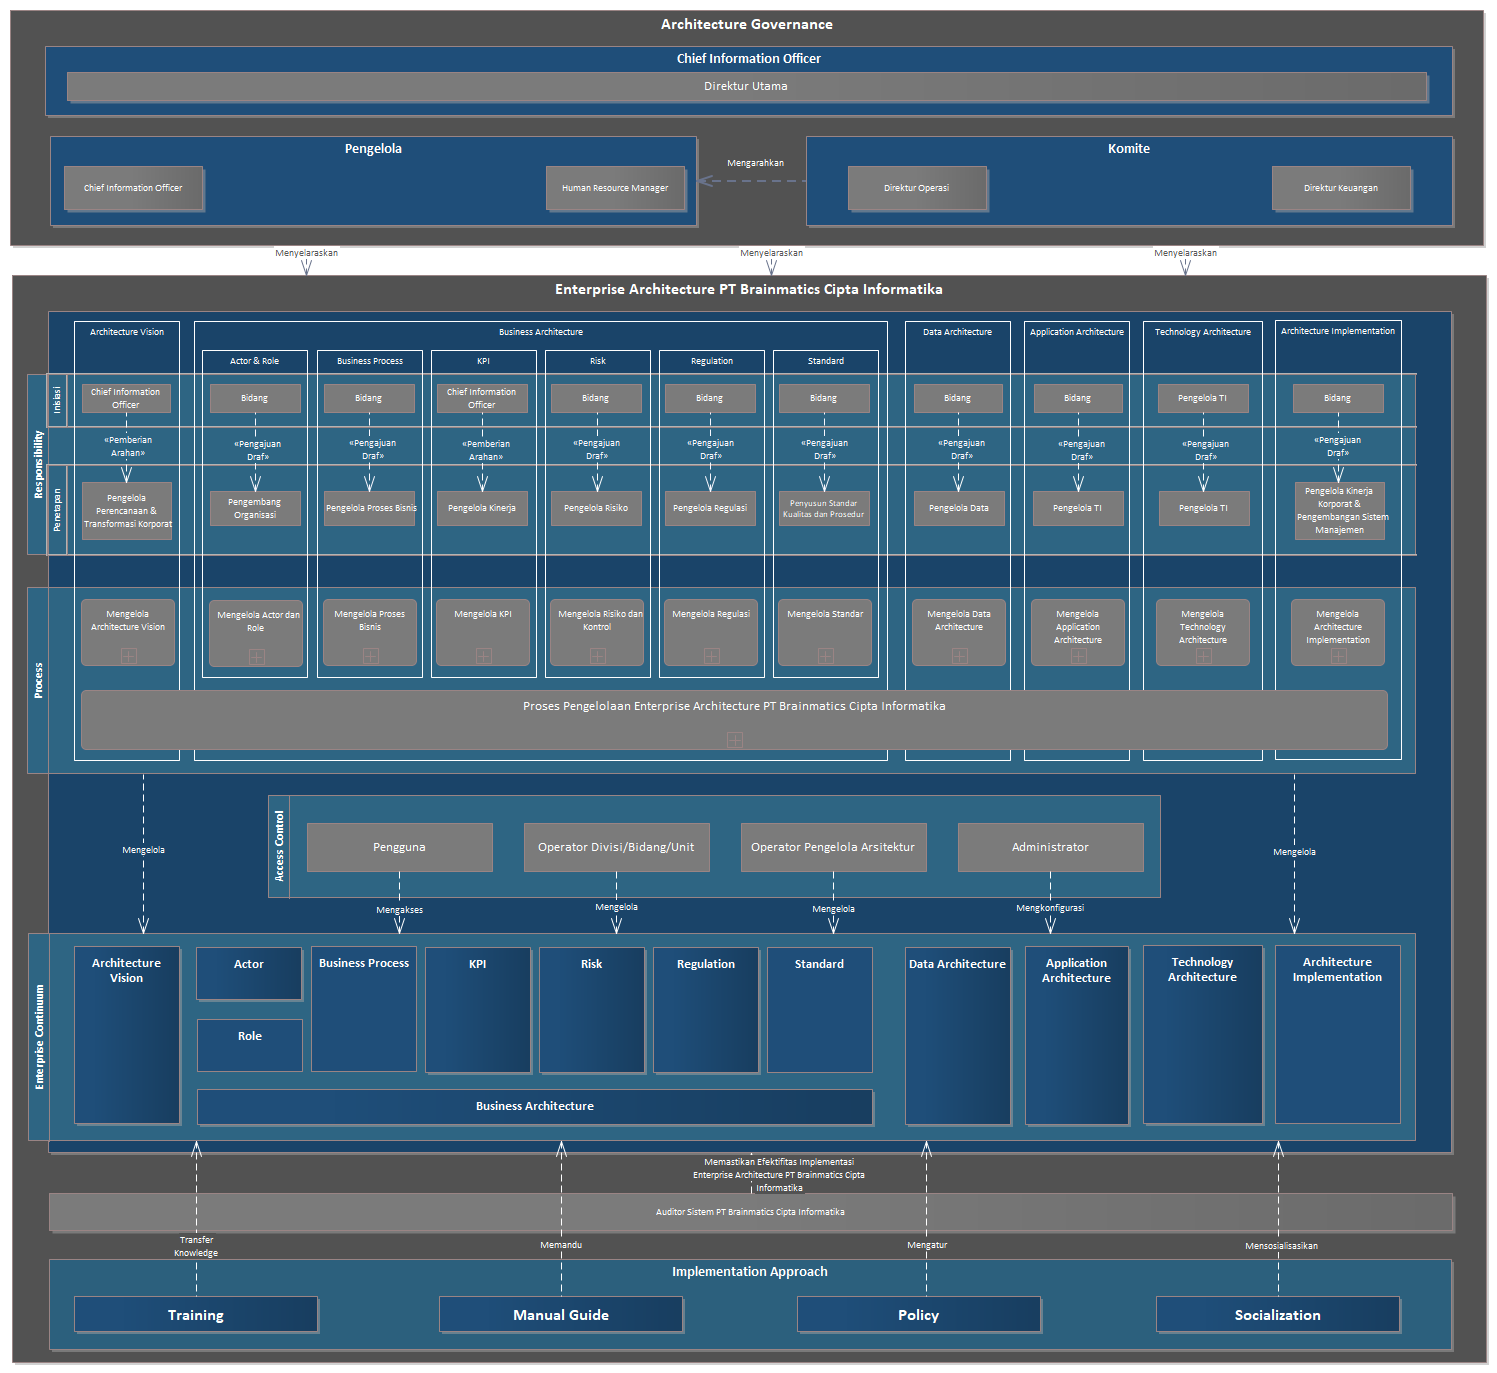 Architecture Governance
Chief Information Officer
Direktur Utama
Pengelola
Chief Information Officer
Human Resource Manager
Mengarahkan
Komite
Direktur Operasi
Direktur Keuangan
Menyelaraskan
Menyelaraskan
Menyelaraskan
Enterprise Architecture PT Brainmatics Cipta Informatika
Architecture Vision
Business Architecture
Data Architecture
Application Architecture
Technology Architecture
Architecture Implementation
Actor & Role
Business Process
KPI
Risk
Regulation
Standard
Responsibility
Inisiasi
Chief Information
Officer
Bidang
Bidang
Chief Information
Officer
Bidang
Bidang
Bidang
Bidang
Bidang
Pengelola TI
Bidang
«Pemberian
Arahan»
«Pengajuan
Draf»
«Pengajuan
Draf»
«Pemberian
Arahan»
«Pengajuan
Draf»
«Pengajuan
Draf»
«Pengajuan
Draf»
«Pengajuan
Draf»
«Pengajuan
Draf»
«Pengajuan
Draf»
«Pengajuan
Draf»
Penetapan
Pengelola
Perencanaan &
Transformasi Korporat
Pengembang
Organisasi
Pengelola Proses Bisnis
Pengelola Kinerja
Pengelola Risiko
Pengelola Regulasi
Penyusun Standar
Kualitas dan Prosedur
Pengelola Data
Pengelola TI
Pengelola TI
Pengelola Kinerja
Korporat &
Pengembangan Sistem
Manajemen
Process
Mengelola
Architecture Vision
Mengelola Actor dan
Role
Mengelola Proses
Bisnis
Mengelola KPI
Mengelola Risiko dan
Kontrol
Mengelola Regulasi
Mengelola Standar
Mengelola Data
Architecture
Mengelola
Application
Architecture
Mengelola
Technology
Architecture
Mengelola
Architecture
Implementation
Proses Pengelolaan Enterprise Architecture PT Brainmatics Cipta Informatika
Mengelola
Mengelola
Access Control
Pengguna
Operator Divisi/Bidang/Unit
Operator Pengelola Arsitektur
Administrator
Mengakses
Mengelola
Mengelola
Mengkonfigurasi
Enterprise Continuum
Architecture
Vision
Actor
Role
Business Process
KPI
Risk
Regulation
Standard
Business Architecture
Data Architecture
Application
Architecture
Technology
Architecture
Architecture
Implementation
Memastikan Efektifitas Implementasi
Enterprise Architecture PT Brainmatics Cipta
Informatika
Auditor Sistem PT Brainmatics Cipta Informatika
Transfer
Knowledge
Memandu
Mengatur
Mensosialisasikan
Implementation Approach
Training
Manual Guide
Policy
Socialization